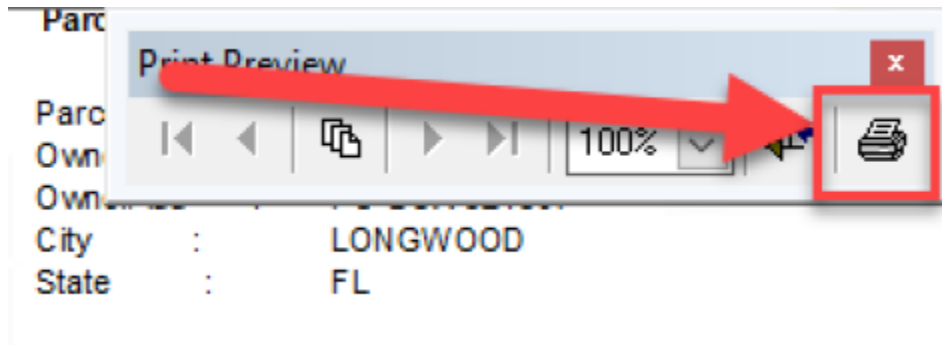 Parc
Print Preview
x
Parc
100%
Own
City : LONGWOOD
State : FL